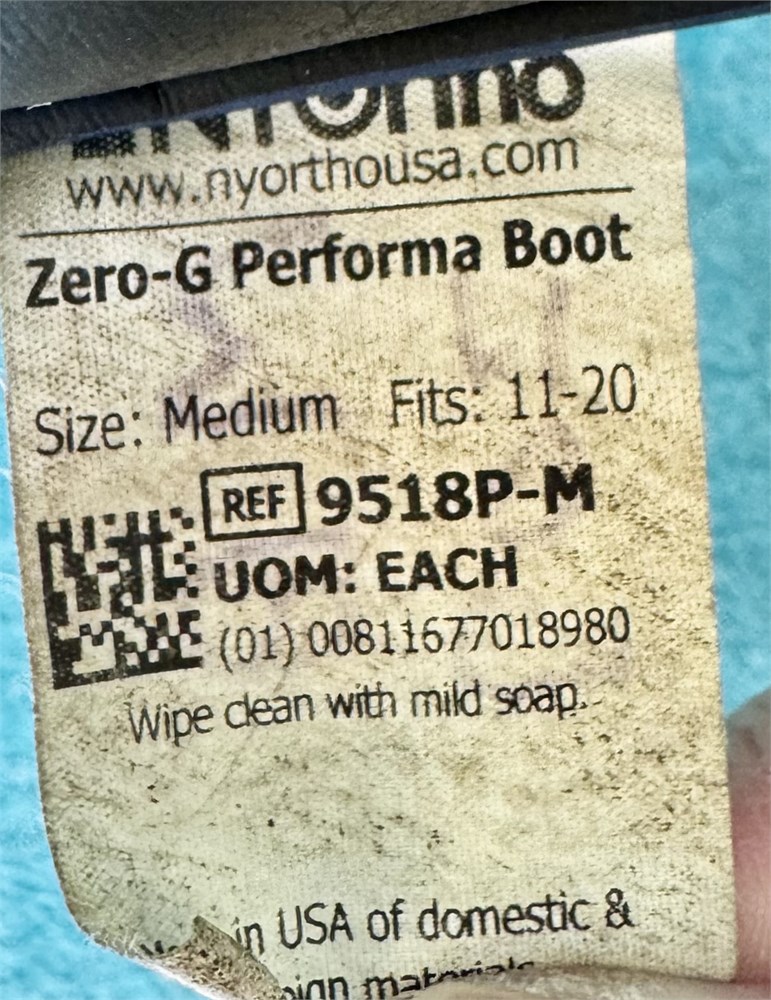 www.nyorthousa.com
Zero-G Performa Boot
Size: Medium Fits: 11-20
REF 9518P-M
UOM: EACH
(01) 00811677018980
Wipe clean with mild soap.
in USA of domestic &